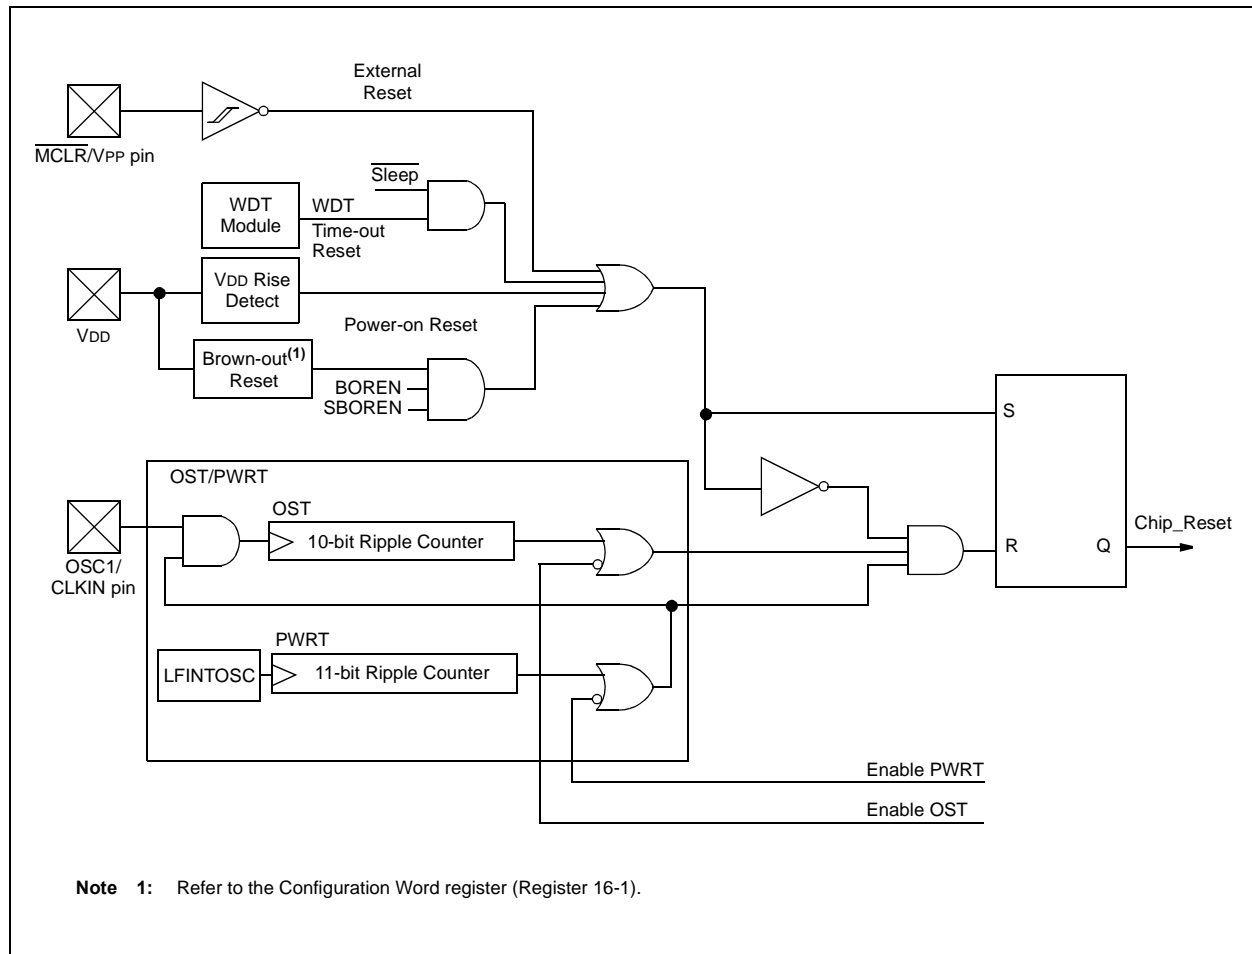 External
Reset
MCLR/VPP pin
Sleep
WDT
Module
WDT
Time-out
Reset
VDD Rise
Detect
VDD
Power-on Reset
Brown-out(1)
Reset
BOREN
SBOREN
S
OST/PWRT
OST
10-bit Ripple Counter
OSC1/
CLKIN pin
R
Q
Chip_Reset
PWRT
LFINTOSC
11-bit Ripple Counter
Enable PWRT
Enable OST
Note 1: Refer to the Configuration Word register (Register 16-1).